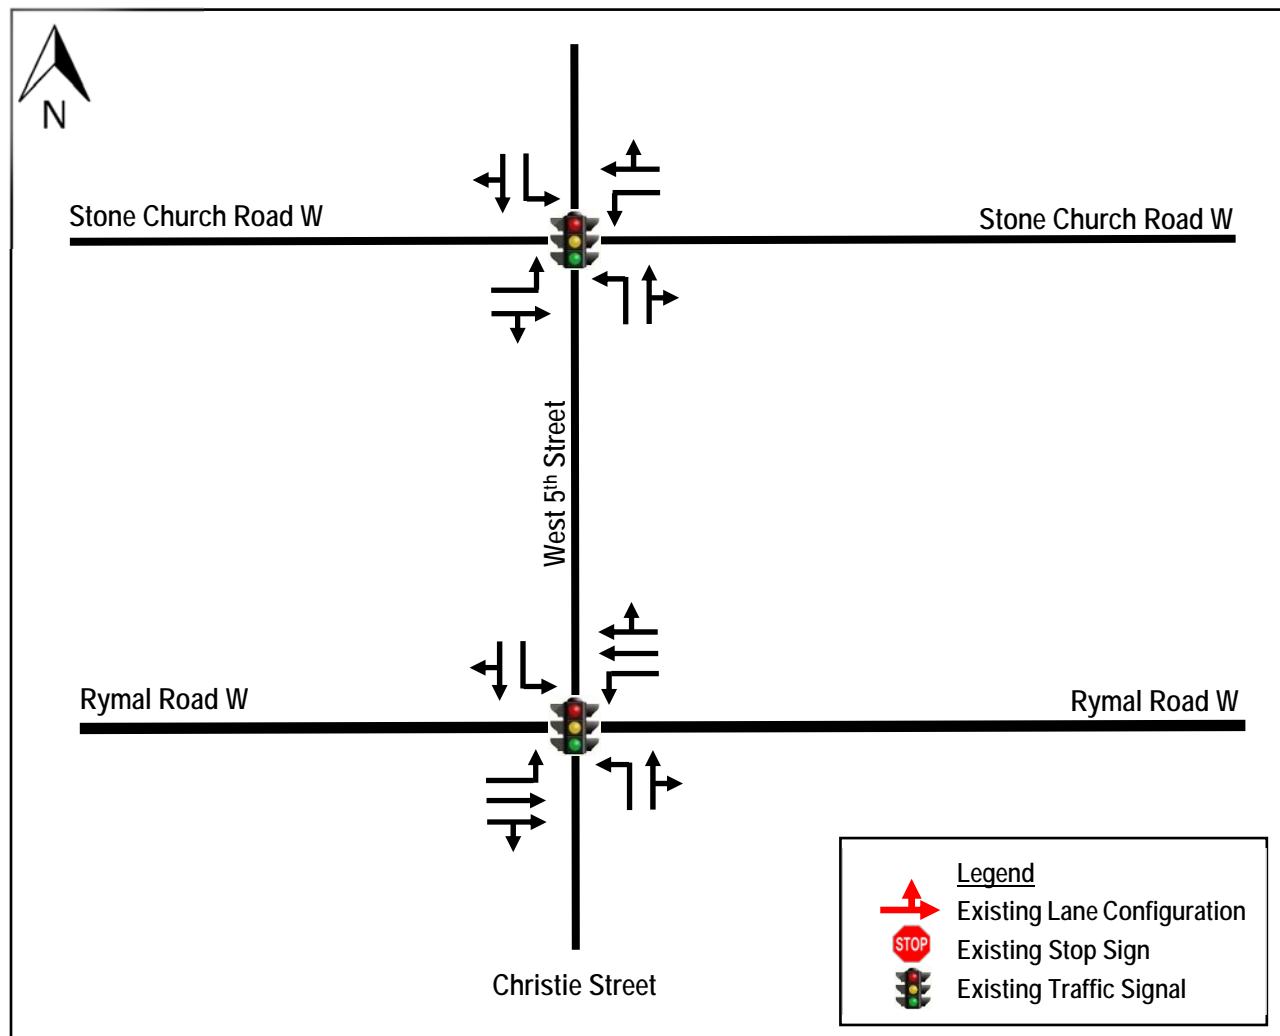 N
Stone Church Road W
Stone Church Road W
West 5th Street
Rymal Road W
Rymal Road W
Christie Street
Legend
Existing Lane Configuration
STOP
Existing Stop Sign
Existing Traffic Signal